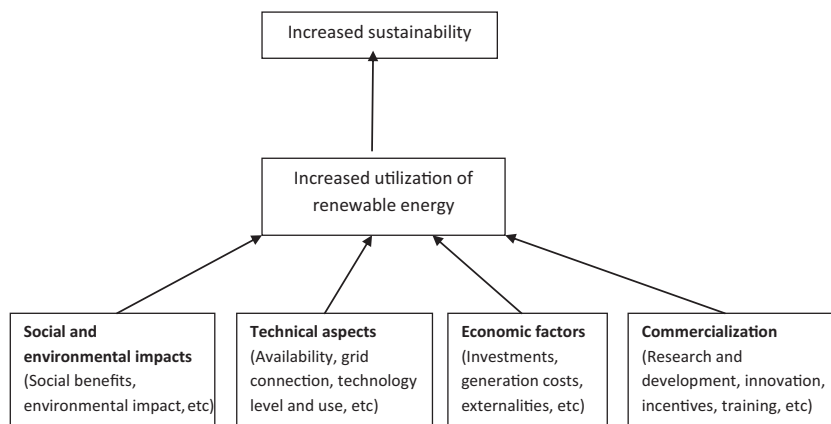 Increased sustainability
Increased utilization of
renewable energy
Social and
environmental impacts
(Social benefits,
environmental impact, etc)
Technical aspects
(Availability, grid
connection, technology
level and use, etc)
Economic factors
(Investments,
generation costs,
externalities, etc)
Commercialization
(Research and
development, innovation,
incentives, training, etc)